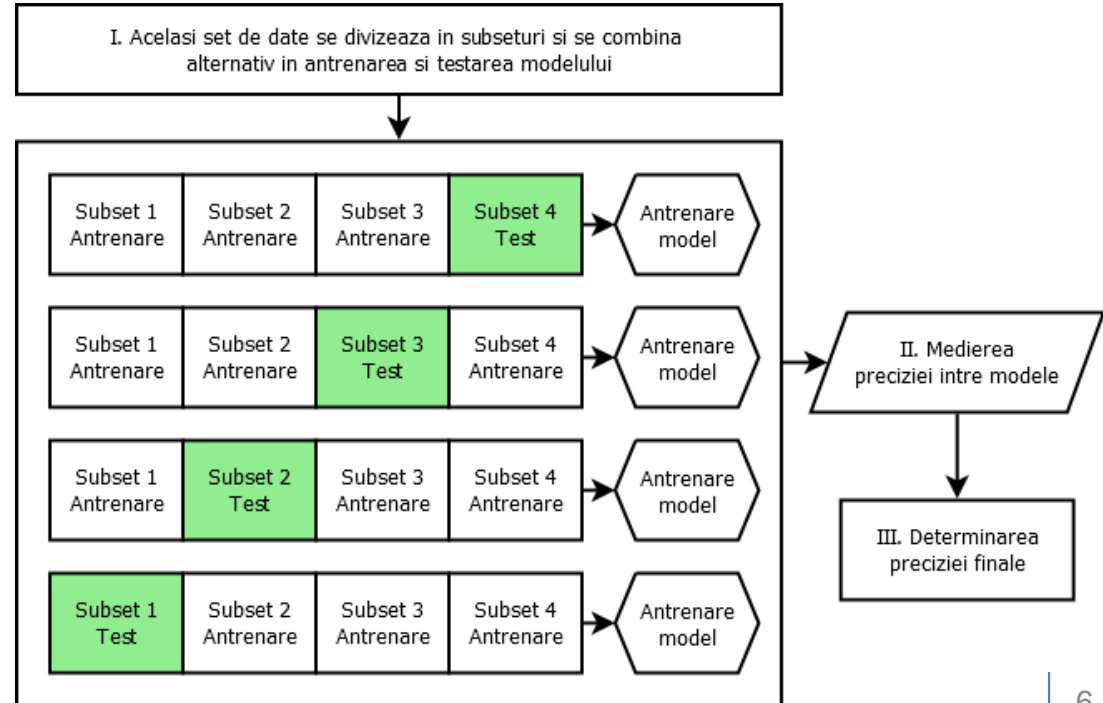 I. Acelasi set de date se divizeaza in subseturi si se combina
alternativ in antrenarea si testarea modelului
Subset 1
Antrenare
Subset 2
Antrenare
Subset 3
Antrenare
Subset 4
Test
Antrenare
model
Subset 1
Antrenare
Subset 2
Antrenare
Subset 3
Test
Subset 4
Antrenare
Antrenare
model
Subset 1
Antrenare
Subset 2
Test
Subset 3
Antrenare
Subset 4
Antrenare
Antrenare
model
Subset 1
Test
Subset 2
Antrenare
Subset 3
Antrenare
Subset 4
Antrenare
Antrenare
model
II. Medierea
preciziei intre modele
III. Determinarea
preciziei finale
6